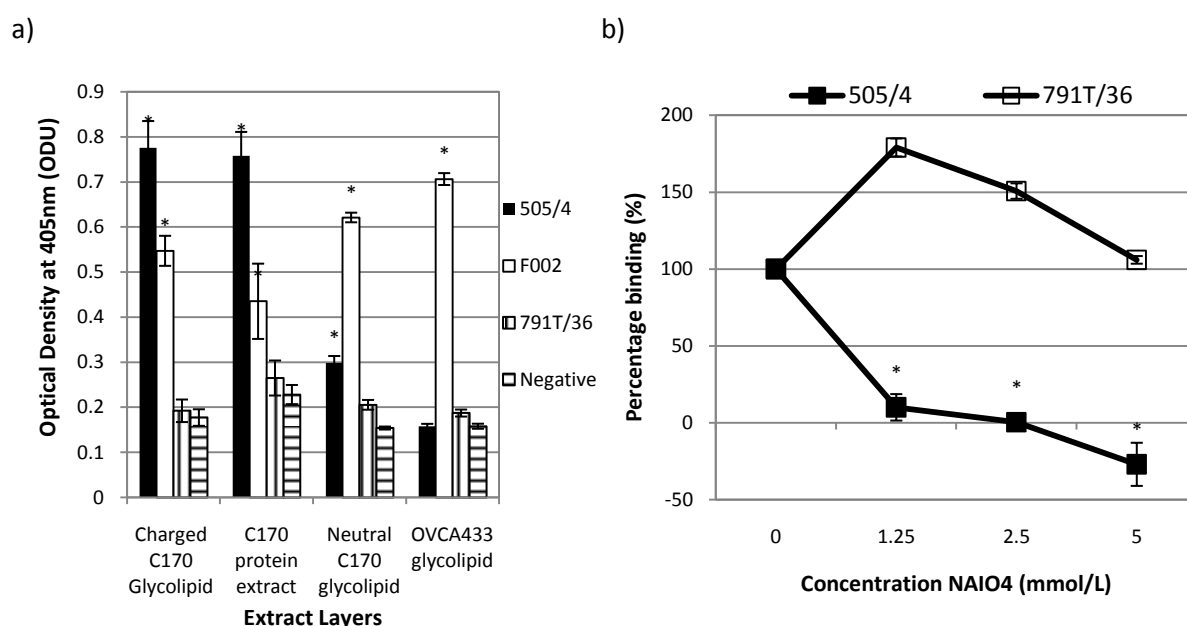 a)
0.9
0.8
0.7
0.6
0.5
0.4
0.3
0.2
0.1
0
Optical Density at 405nm (ODU)
*
*
*
*
*
*
*
505/4
F002
791T/36
Negative
Charged
C170
Glycolipid
C170
protein
extract
Neutral
C170
glycolipid
OVCA433
glycolipid
Extract Layers
b)
505/4
791T/36
200
150
100
50
0
-50
Percentage binding (%)
*
*
*
0
1.25
2.5
5
Concentration NAIO4 (mmol/L)